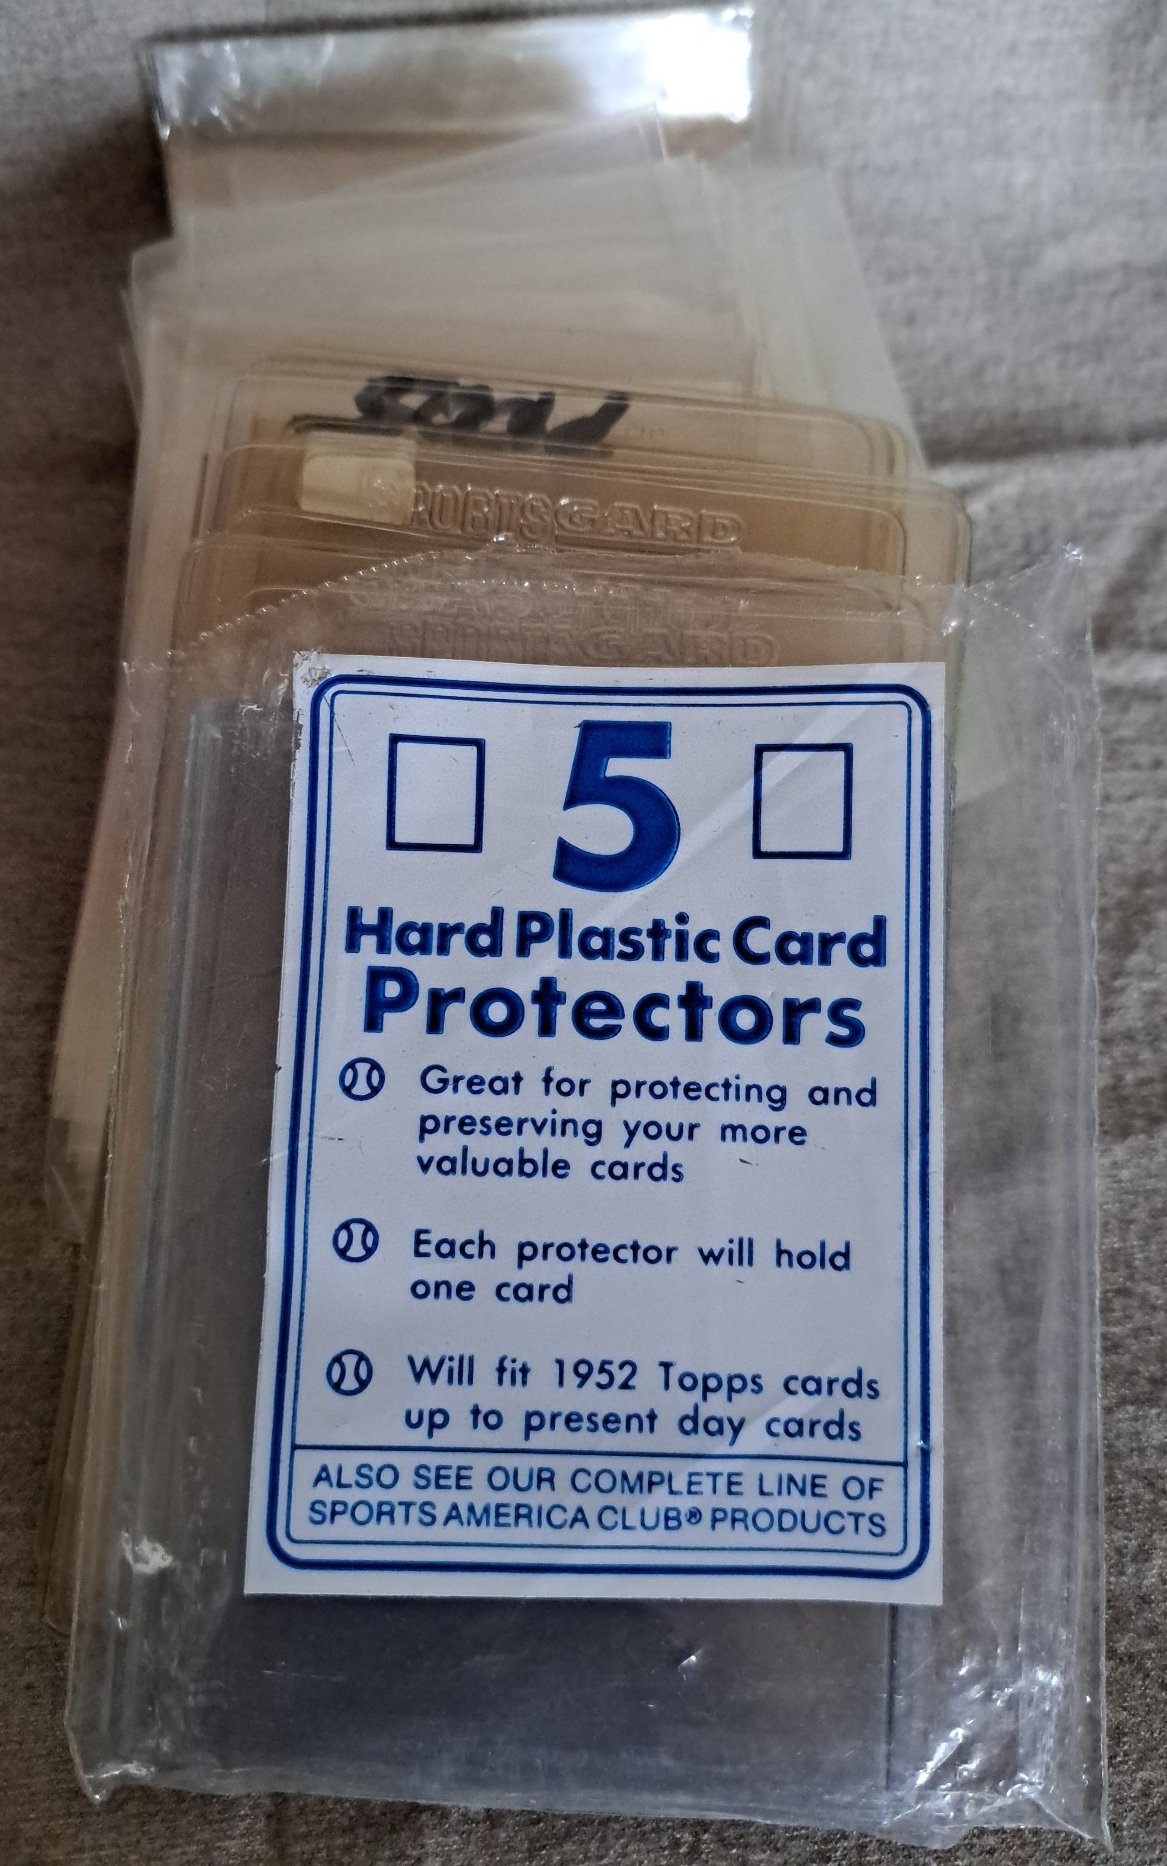 SPORTSGARD
SPORTSGARD
5
Hard Plastic Card
Protectors
Great for protecting and
preserving your more
valuable cards
Each protector will hold
one card
Will fit 1952 Topps cards
up to present day cards
ALSO SEE OUR COMPLETE LINE OF
SPORTS AMERICA CLUB® PRODUCTS